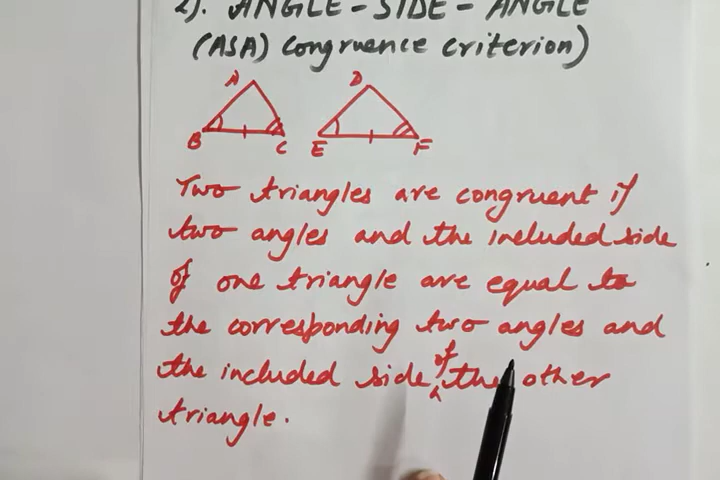 2). ANGLE - SIDE - ANGLE
(ASA) Congruence criterion)
A D
B C E F
Two triangles are congruent if
two angles and the included side
of one triangle are equal to
the corresponding two angles and
the included side of the other
triangle.